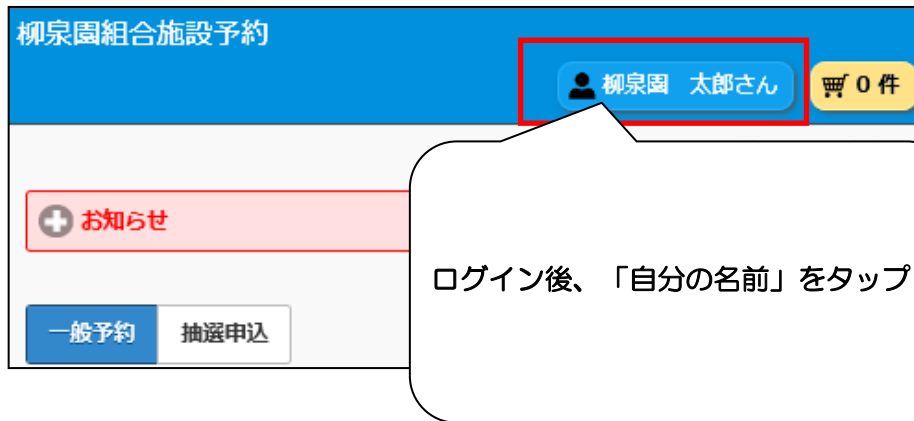 柳泉園組合施設予約
柳泉園　太郎さん
0 件
お知らせ
ログイン後、「自分の名前」をタップ
一般予約
抽選申込